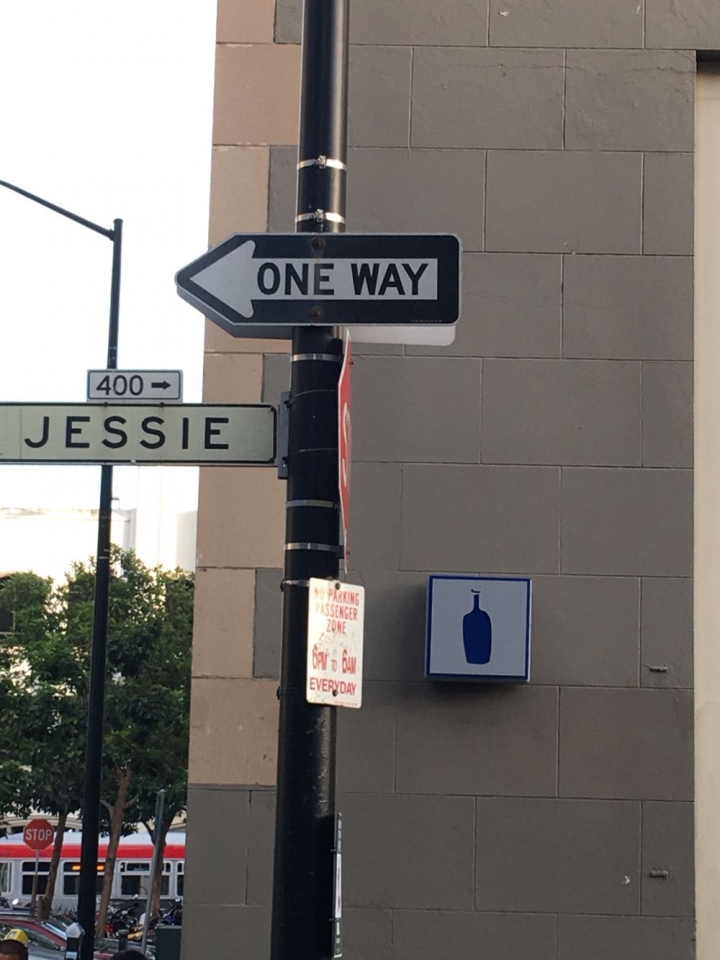 ONE WAY
400 →
JESSIE
NO PARKING
PASSENGER
ZONE
6PM TO 6AM
EVERYDAY
STOP